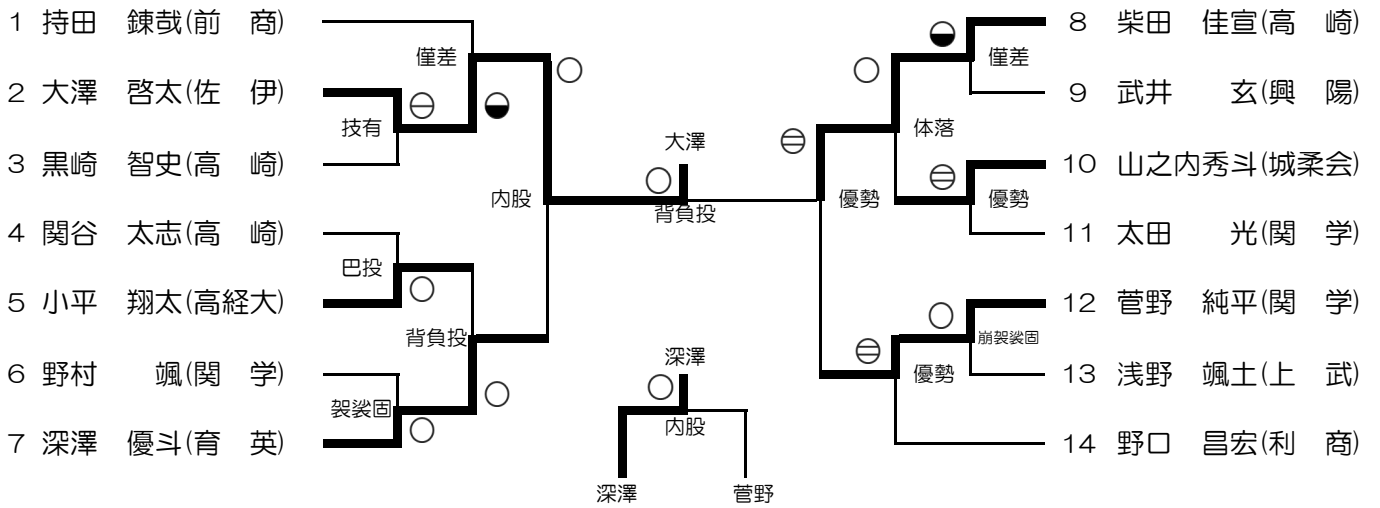 1 持田　錬哉(前　商)
2 大澤　啓太(佐　伊)
3 黒崎　智史(高　崎)
4 関谷　太志(高　崎)
5 小平　翔太(高経大)
6 野村　　颯(関　学)
7 深澤　優斗(育　英)
僅差
技有
内股
巴投
背負投
袈裟固
大澤
背負投
深澤
内股
深澤
菅野
僅差
体落
優勢
優勢
崩袈裟固
優勢
8 柴田　佳宣(高　崎)
9 武井　　玄(興　陽)
10 山之内秀斗(城柔会)
11 太田　　光(関　学)
12 菅野　純平(関　学)
13 浅野　颯土(上　武)
14 野口　昌宏(利　商)